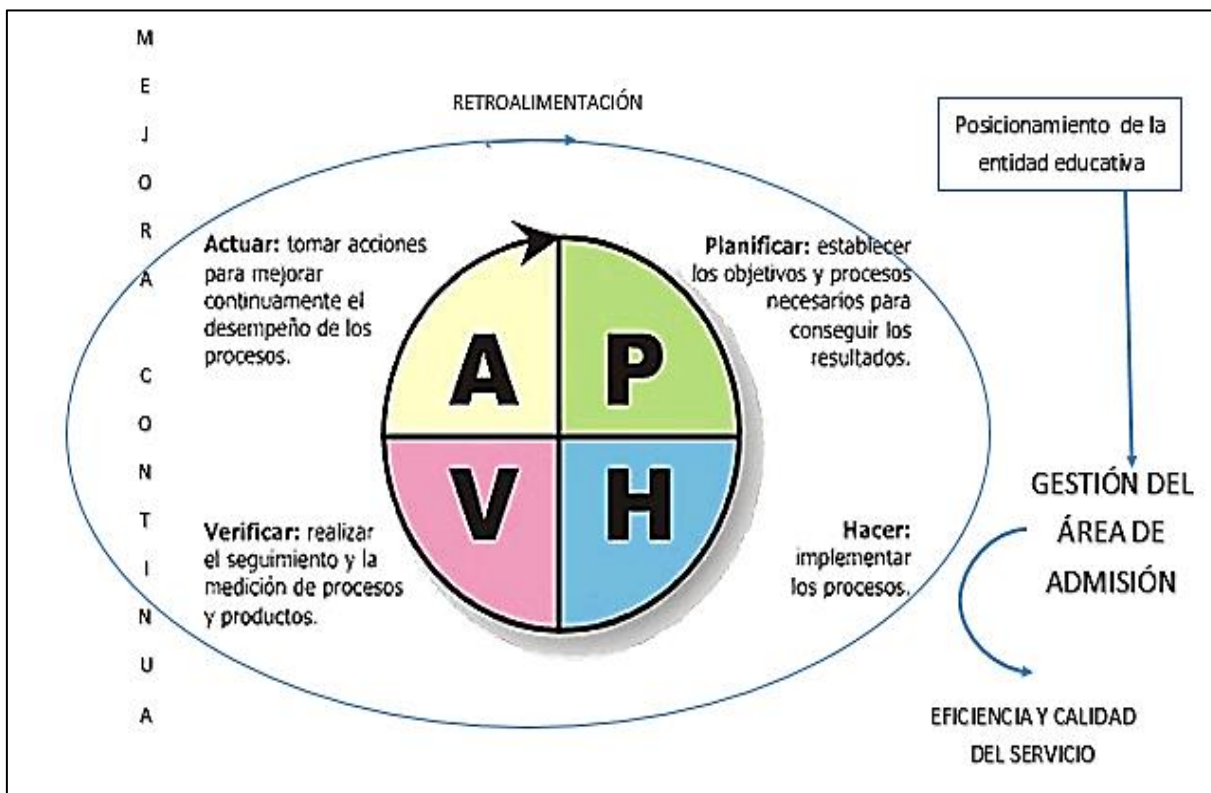 MEJORA CONTINUA
RETROALIMENTACIÓN
Posicionamiento de la
entidad educativa
Actuar: tomar acciones
para mejorar
continuamente el
desempeño de los
procesos.
Planificar: establecer
los objetivos y procesos
necesarios para
conseguir los
resultados.
A
P
V
H
Verificar: realizar
el seguimiento y la
medición de procesos
y productos.
Hacer:
implementar
los procesos.
GESTIÓN DEL
ÁREA DE
ADMISIÓN
EFICIENCIA Y CALIDAD
DEL SERVICIO